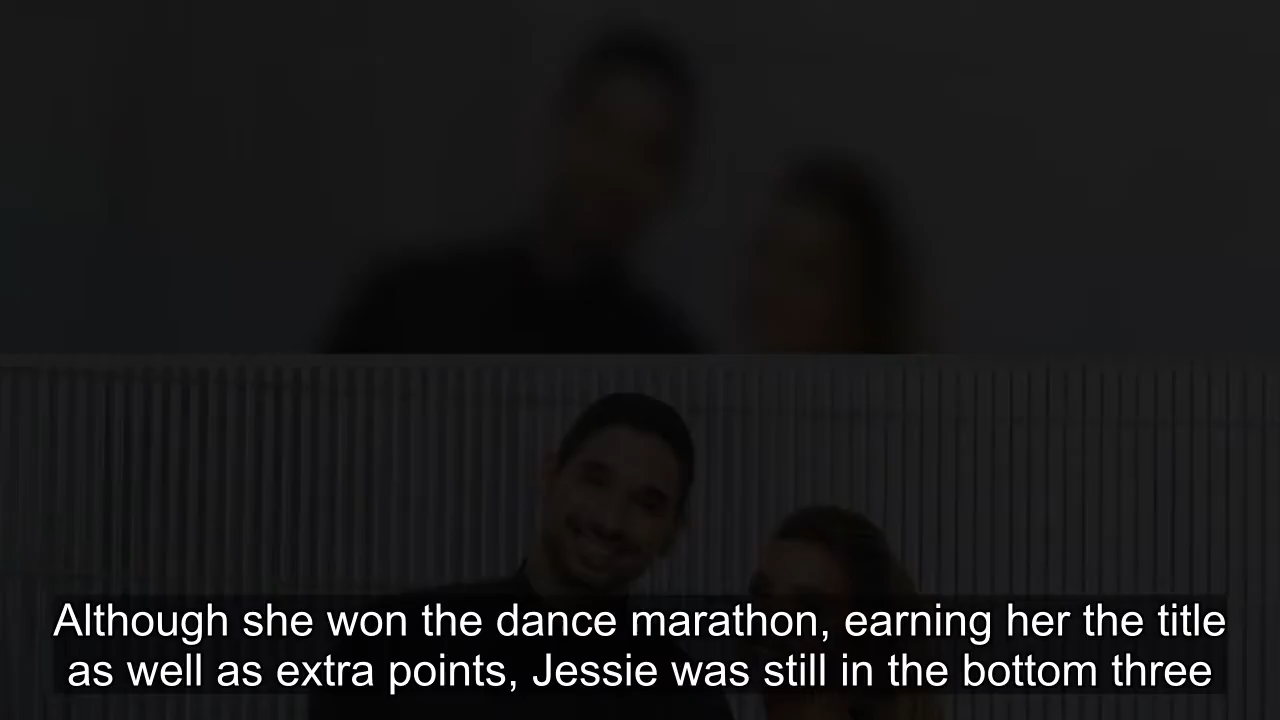 Although she won the dance marathon, earning her the title
as well as extra points, Jessie was still in the bottom three